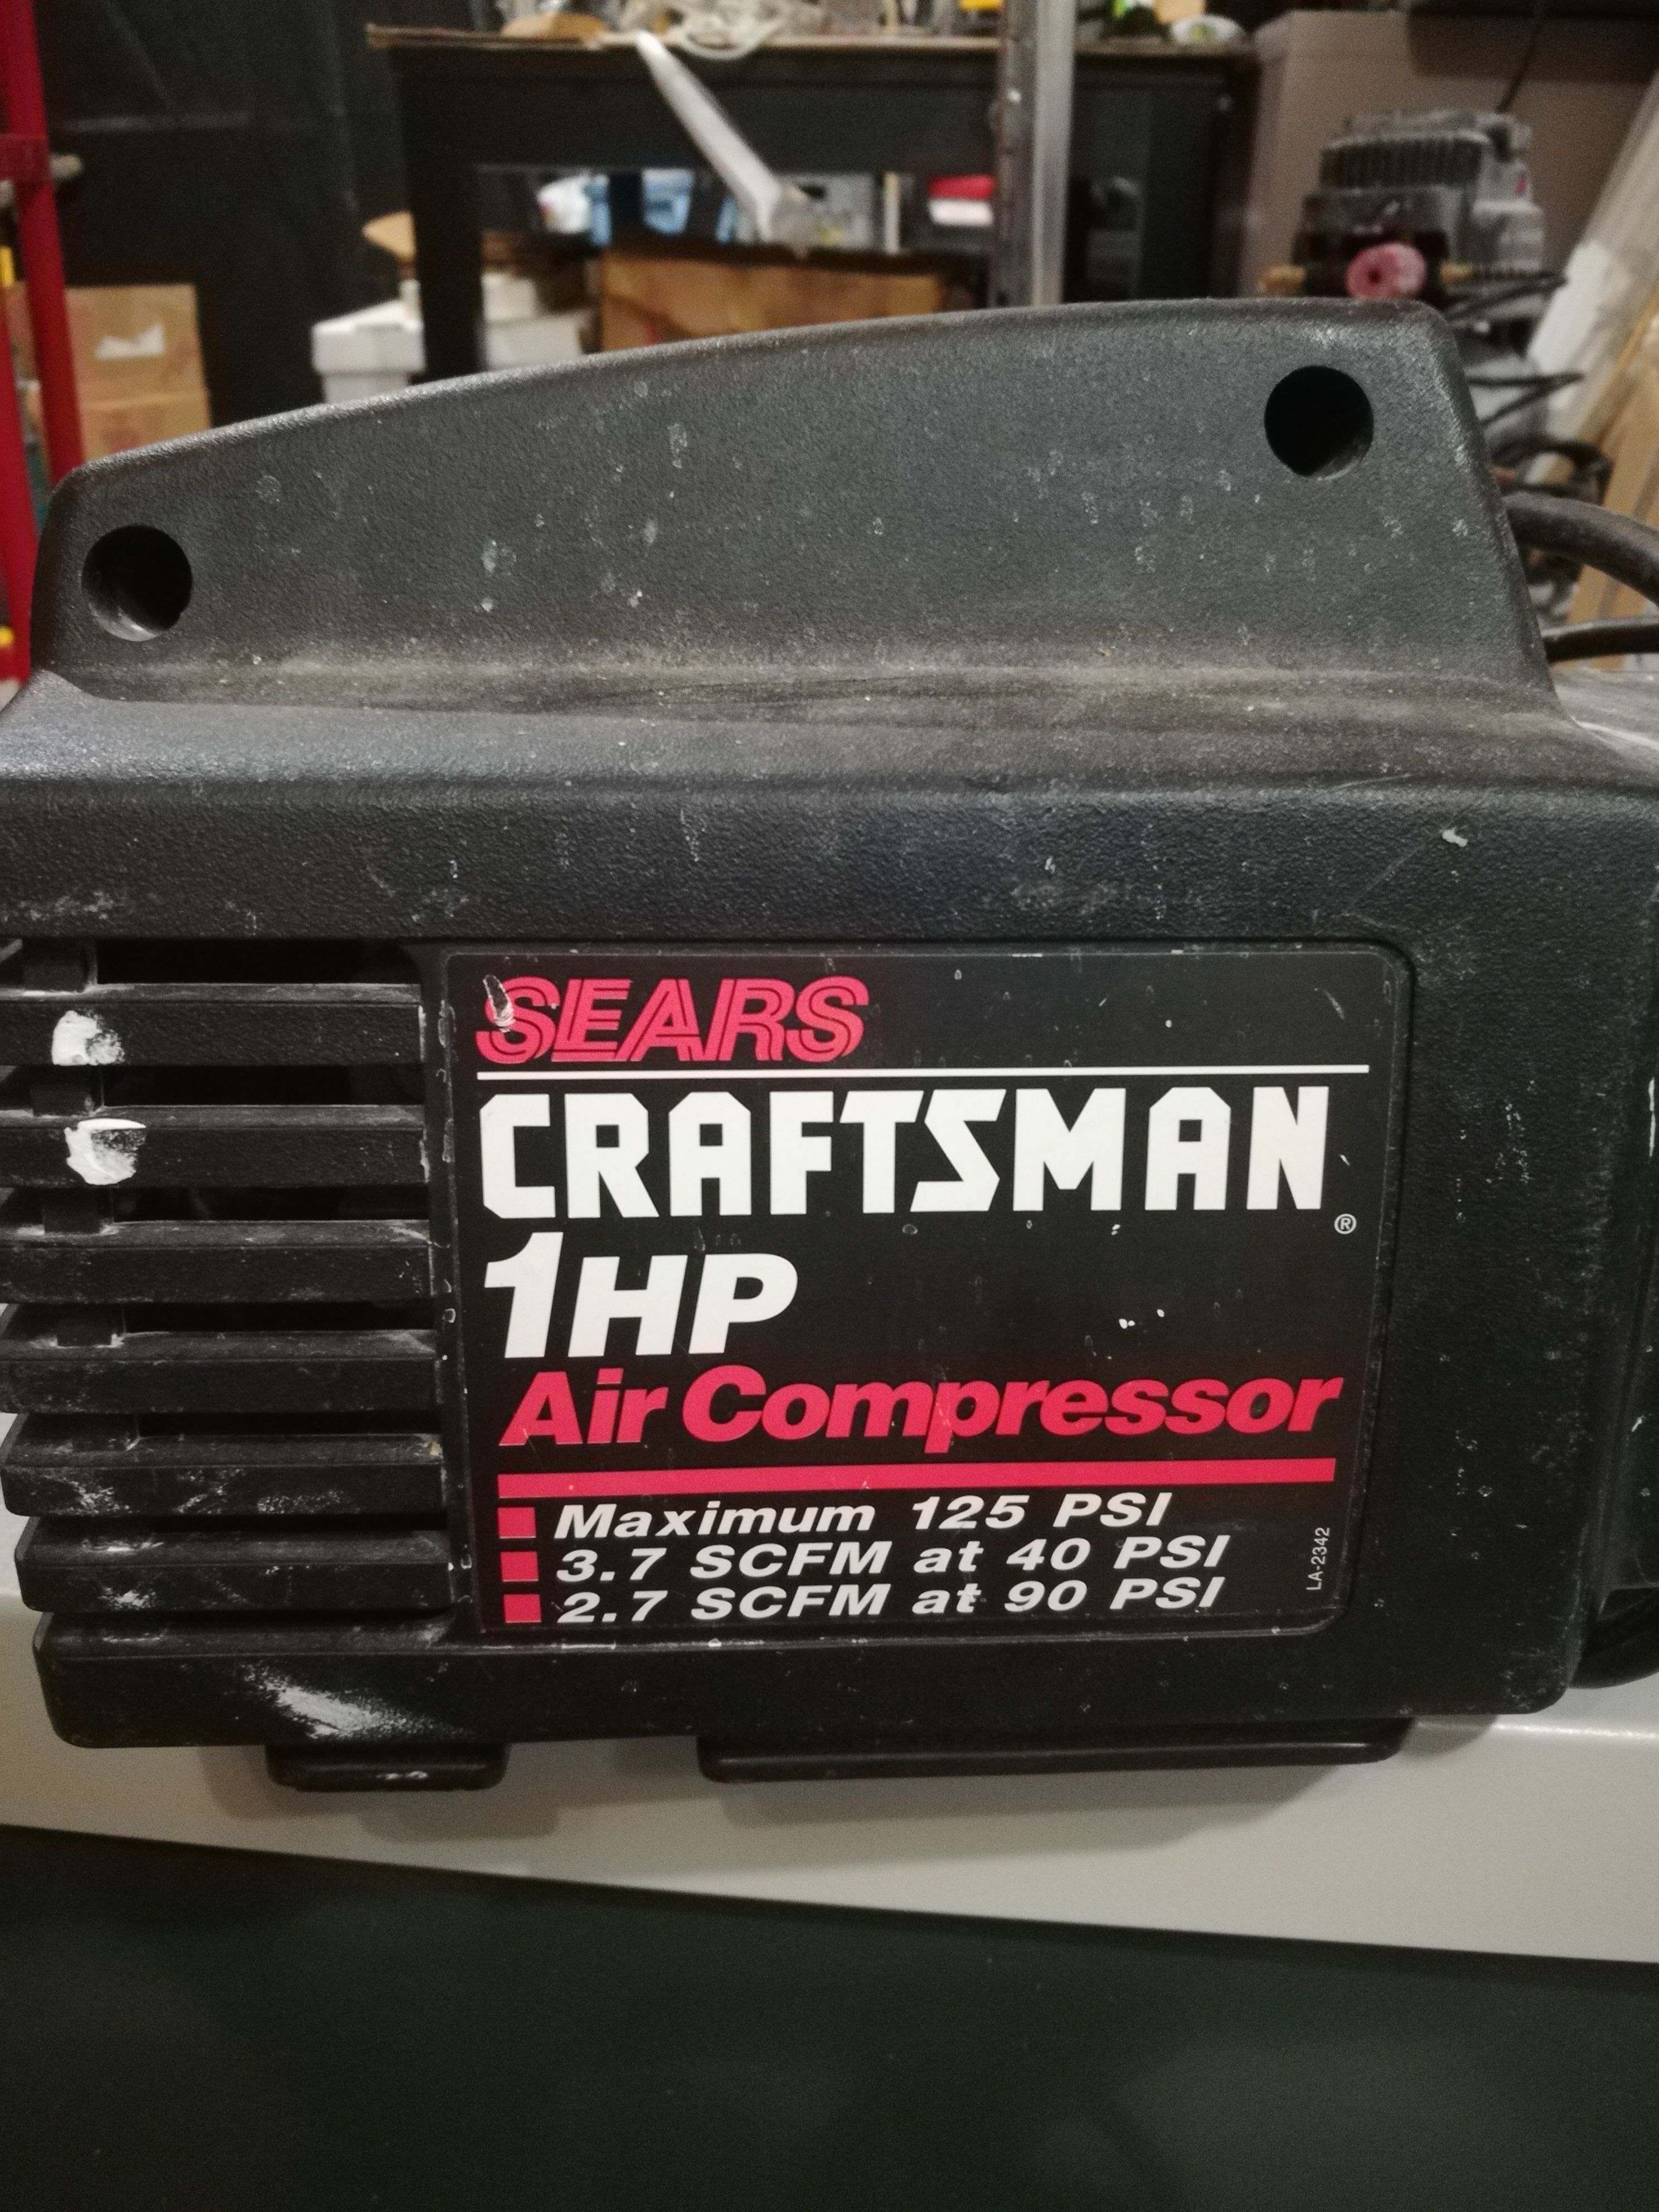 SEARS
CRAFTSMAN®
1HP
Air Compressor
Maximum 125 PSI
3.7 SCFM at 40 PSI
2.7 SCFM at 90 PSI
LA-2342